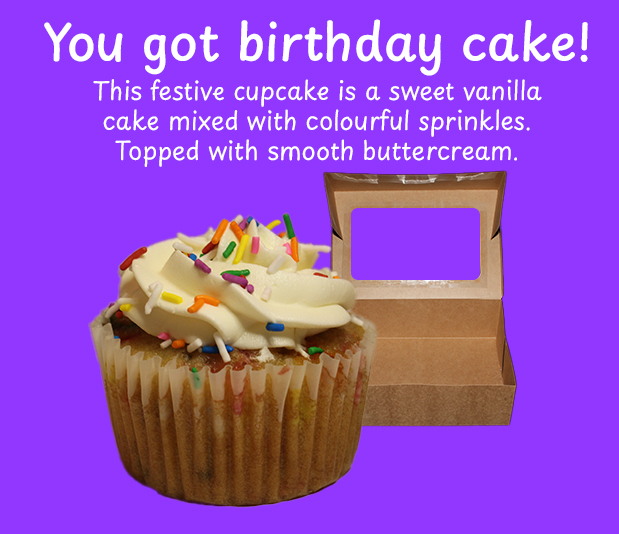 You got birthday cake!
This festive cupcake is a sweet vanilla
cake mixed with colourful sprinkles.
Topped with smooth buttercream.